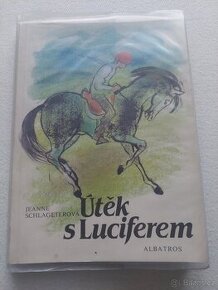 JEANNE
SCHLAGETEROVÁ
Útěk
s Luciferem
ALBATROS